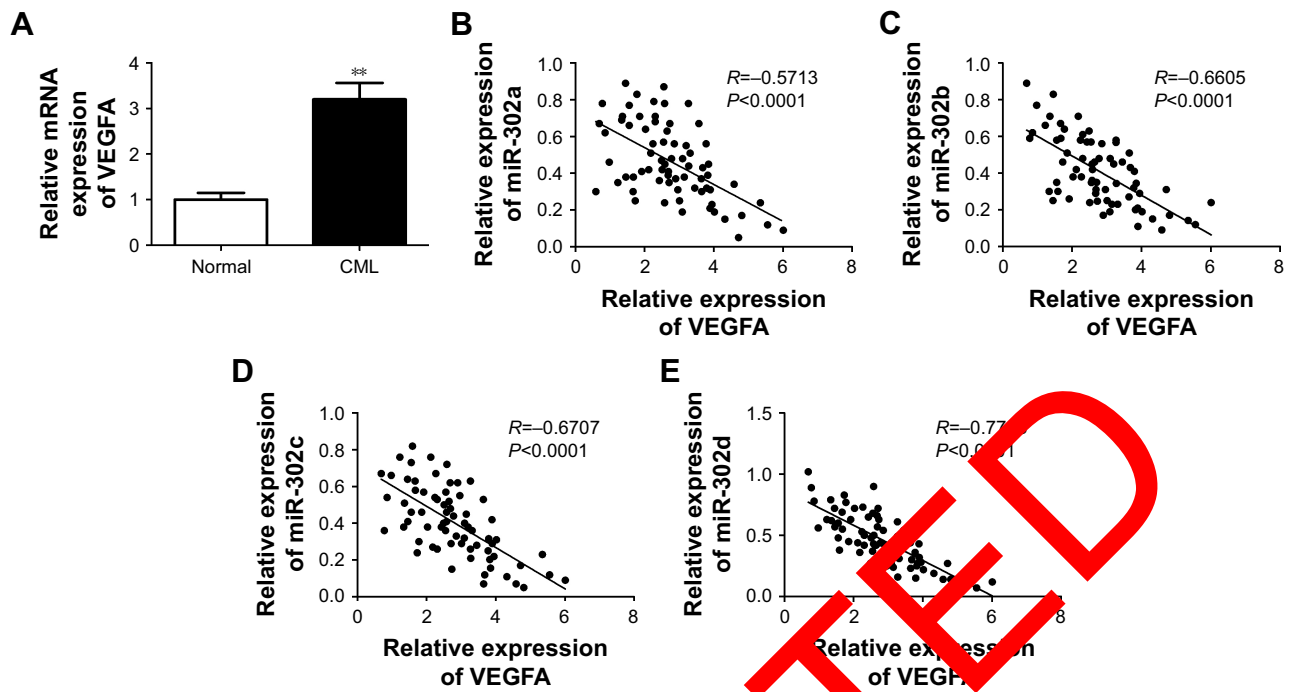 A
Relative mRNA
expression
of VEGFA
4
3
2
1
0
**
Normal
CML
B
Relative expression
of miR-302a
1.0
0.8
0.6
0.4
0.2
0.0
R=–0.5713
P<0.0001
0 2 4 6 8
Relative expression
of VEGFA
C
Relative expression
of miR-302b
1.0
0.8
0.6
0.4
0.2
0.0
R=–0.6605
P<0.0001
0 2 4 6 8
Relative expression
of VEGFA
D
Relative expression
of miR-302c
1.0
0.8
0.6
0.4
0.2
0.0
R=–0.6707
P<0.0001
0 2 4 6 8
Relative expression
of VEGFA
E
Relative expression
of miR-302d
1.5
1.0
0.5
0.0
0 2 4 6 8
Relative expression
of VEGFA
TED